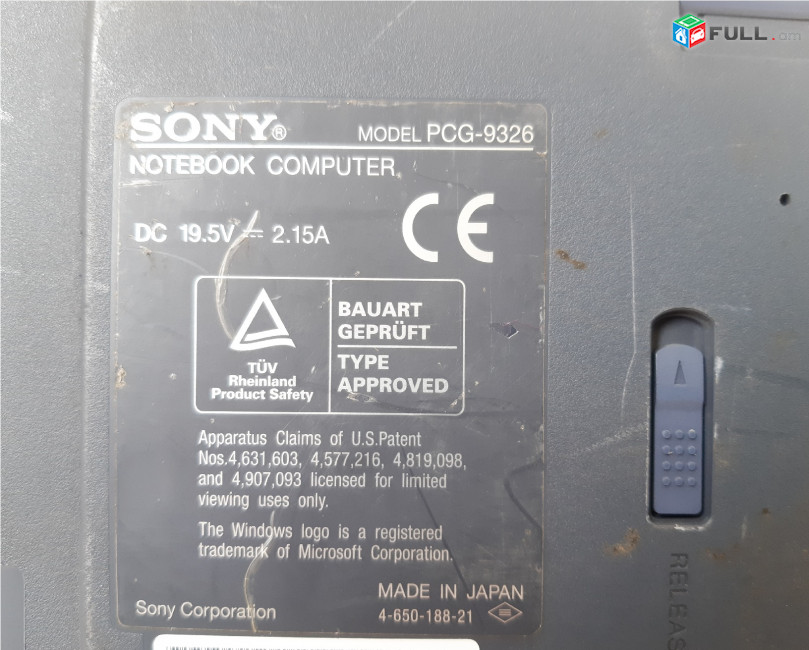 FULL.am
SONY®
MODEL PCG-9326
NOTEBOOK COMPUTER
DC 19.5V ⎓ 2.15A
CE
TÜV
Rheinland
Product Safety
BAUART
GEPRÜFT
TYPE
APPROVED
Apparatus Claims of U.S.Patent
Nos.4,631,603, 4,577,216, 4,819,098,
and 4,907,093 licensed for limited
viewing uses only.
The Windows logo is a registered
trademark of Microsoft Corporation.
MADE IN JAPAN
Sony Corporation
4-650-188-21